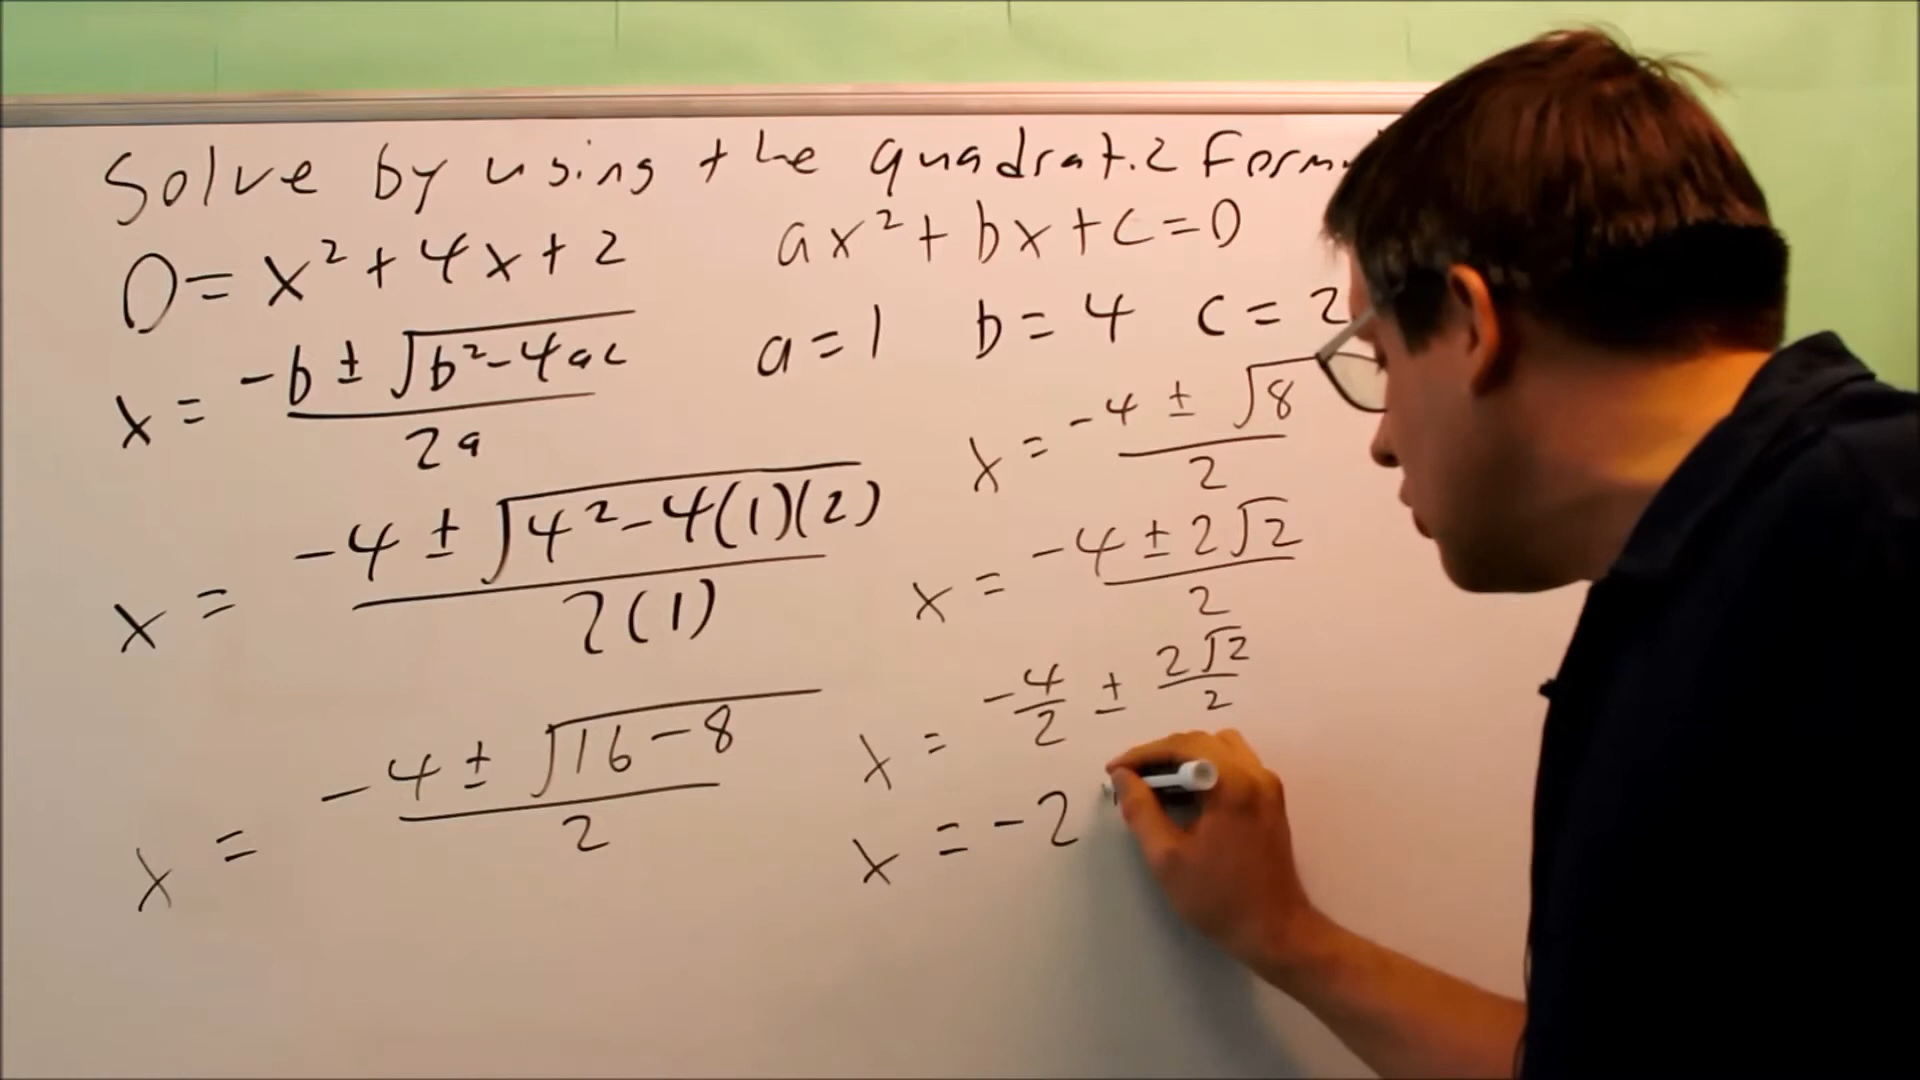 Solve by using the quadratic Form
0 = x² + 4x + 2
ax² + bx + c = 0
a = 1 b = 4 c = 2
x = -b ± √b²-4ac / 2a
x = -4 ± √4²-4(1)(2) / 2(1)
x = -4 ± √16-8 / 2
x = -4 ± √8 / 2
x = -4 ± 2√2 / 2
x = -4/2 ± 2√2/2
x = -2